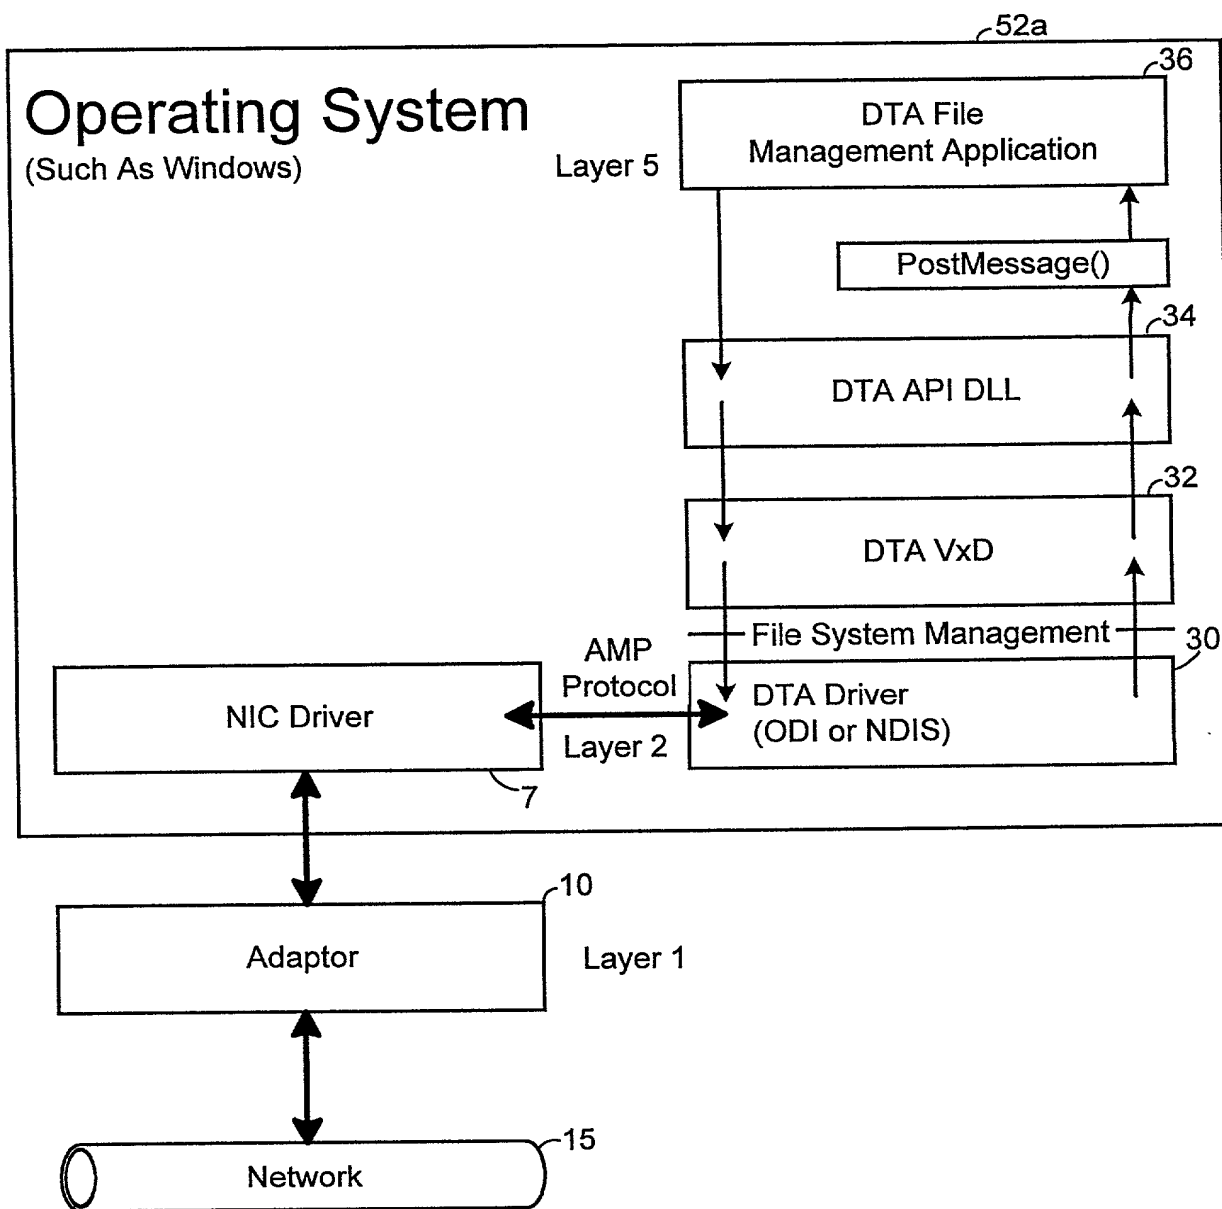 52a
Operating System
(Such As Windows)
36
DTA File
Management Application
Layer 5
PostMessage()
34
DTA API DLL
32
DTA VxD
File System Management
30
AMP
Protocol
NIC Driver
DTA Driver
(ODI or NDIS)
Layer 2
7
10
Adaptor
Layer 1
15
Network